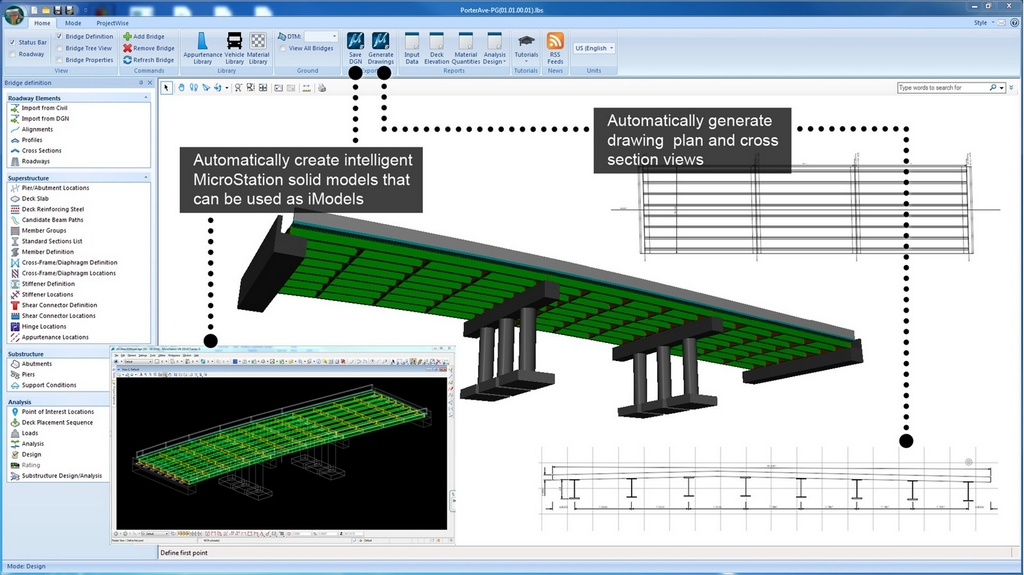 PorterAve-PG(01.01.00.01).lbs
Home Mode ProjectWise Style
Status Bar
Roadway
Bridge Definition
Bridge Tree View
Bridge Properties
View
Add Bridge
Remove Bridge
Refresh Bridge
Commands
Appurtenance Library
Vehicle Library
Material Library
Library
DTM:
View All Bridges
Ground
Save DGN
Generate Drawings
Input Data
Deck Elevation
Material Quantities
Analysis Design
Reports
Tutorials
Tutorials
RSS Feeds
News
US (English)
Units
Bridge definition
Type words to search for
Roadway Elements
Import from Civil
Import from DGN
Alignments
Profiles
Cross Sections
Roadways
Superstructure
Pier/Abutment Locations
Deck Slab
Deck Reinforcing Steel
Candidate Beam Paths
Member Groups
Standard Sections List
Member Definition
Cross-Frame/Diaphragm Definition
Cross-Frame/Diaphragm Locations
Stiffener Definition
Stiffener Locations
Shear Connector Definition
Shear Connector Locations
Hinge Locations
Appurtenance Locations
Substructure
Abutments
Piers
Support Conditions
Analysis
Point of Interest Locations
Deck Placement Sequence
Loads
Analysis
Design
Rating
Substructure Design/Analysis
Automatically create intelligent
MicroStation solid models that
can be used as iModels
Automatically generate
drawing plan and cross
section views
Define first point
Mode: Design